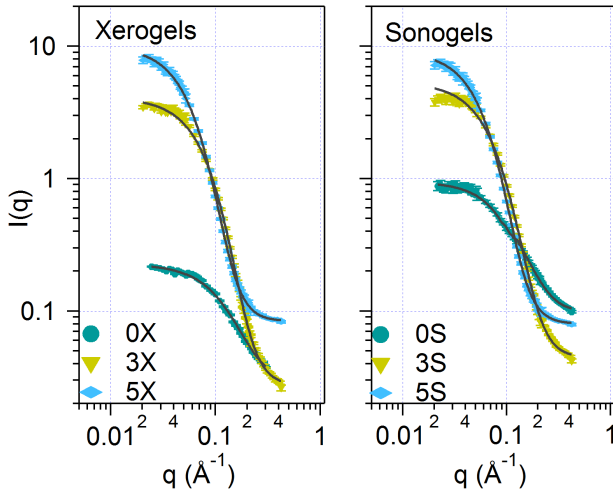 Xerogels
Sonogels
10
1
0.1
I(q)
0X
3X
5X
0S
3S
5S
0.01
2
4
0.1
2
4
1
0.01
2
4
0.1
2
4
1
q (Å⁻¹)
q (Å⁻¹)